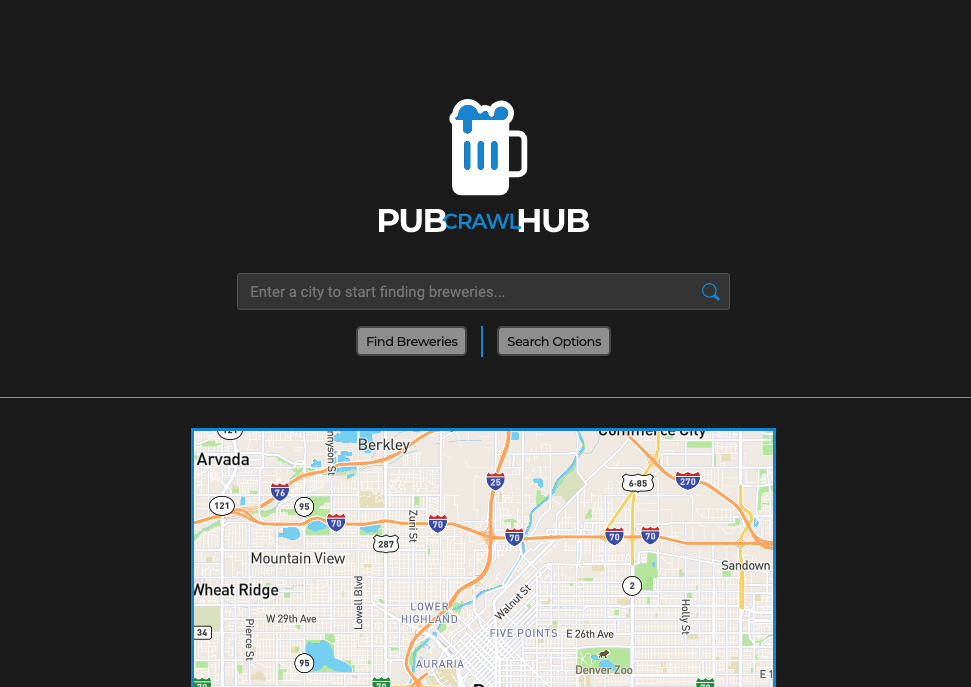 PUBCRAWLHUB
Enter a city to start finding breweries...
Find Breweries
Search Options
121
nnyson St
Berkley
Commerce City
Arvada
76
25
6-85
270
121
95
70
Zuni St
70
70
70
70
287
Mountain View
Sandown
Wheat Ridge
Lowell Blvd
2
Walnut St
Holly St
LOWER
HIGHLAND
W 29th Ave
Pierce St
34
FIVE POINTS
E 26th Ave
95
AURARIA
Denver Zoo
E 1
70
70
70